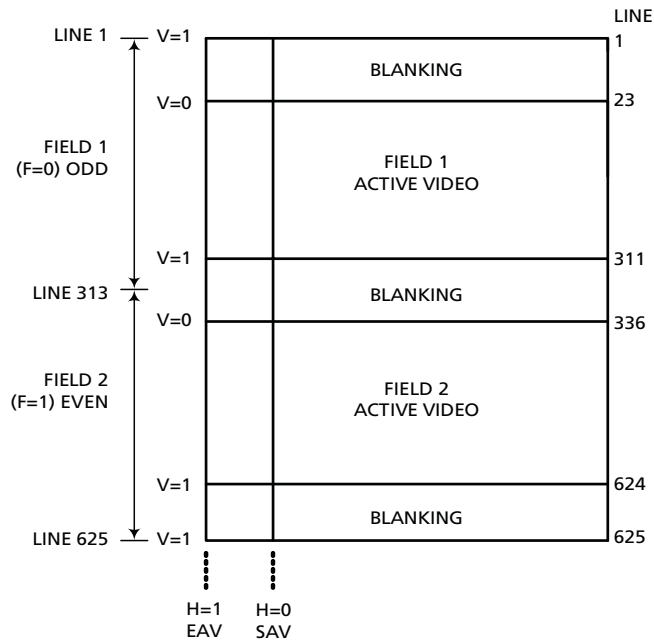 LINE
LINE 1
V=1
1
BLANKING
V=0
23
FIELD 1
(F=0) ODD
FIELD 1
ACTIVE VIDEO
V=1
311
LINE 313
BLANKING
V=0
336
FIELD 2
(F=1) EVEN
FIELD 2
ACTIVE VIDEO
V=1
624
BLANKING
LINE 625
V=1
625
H=1
EAV
H=0
SAV